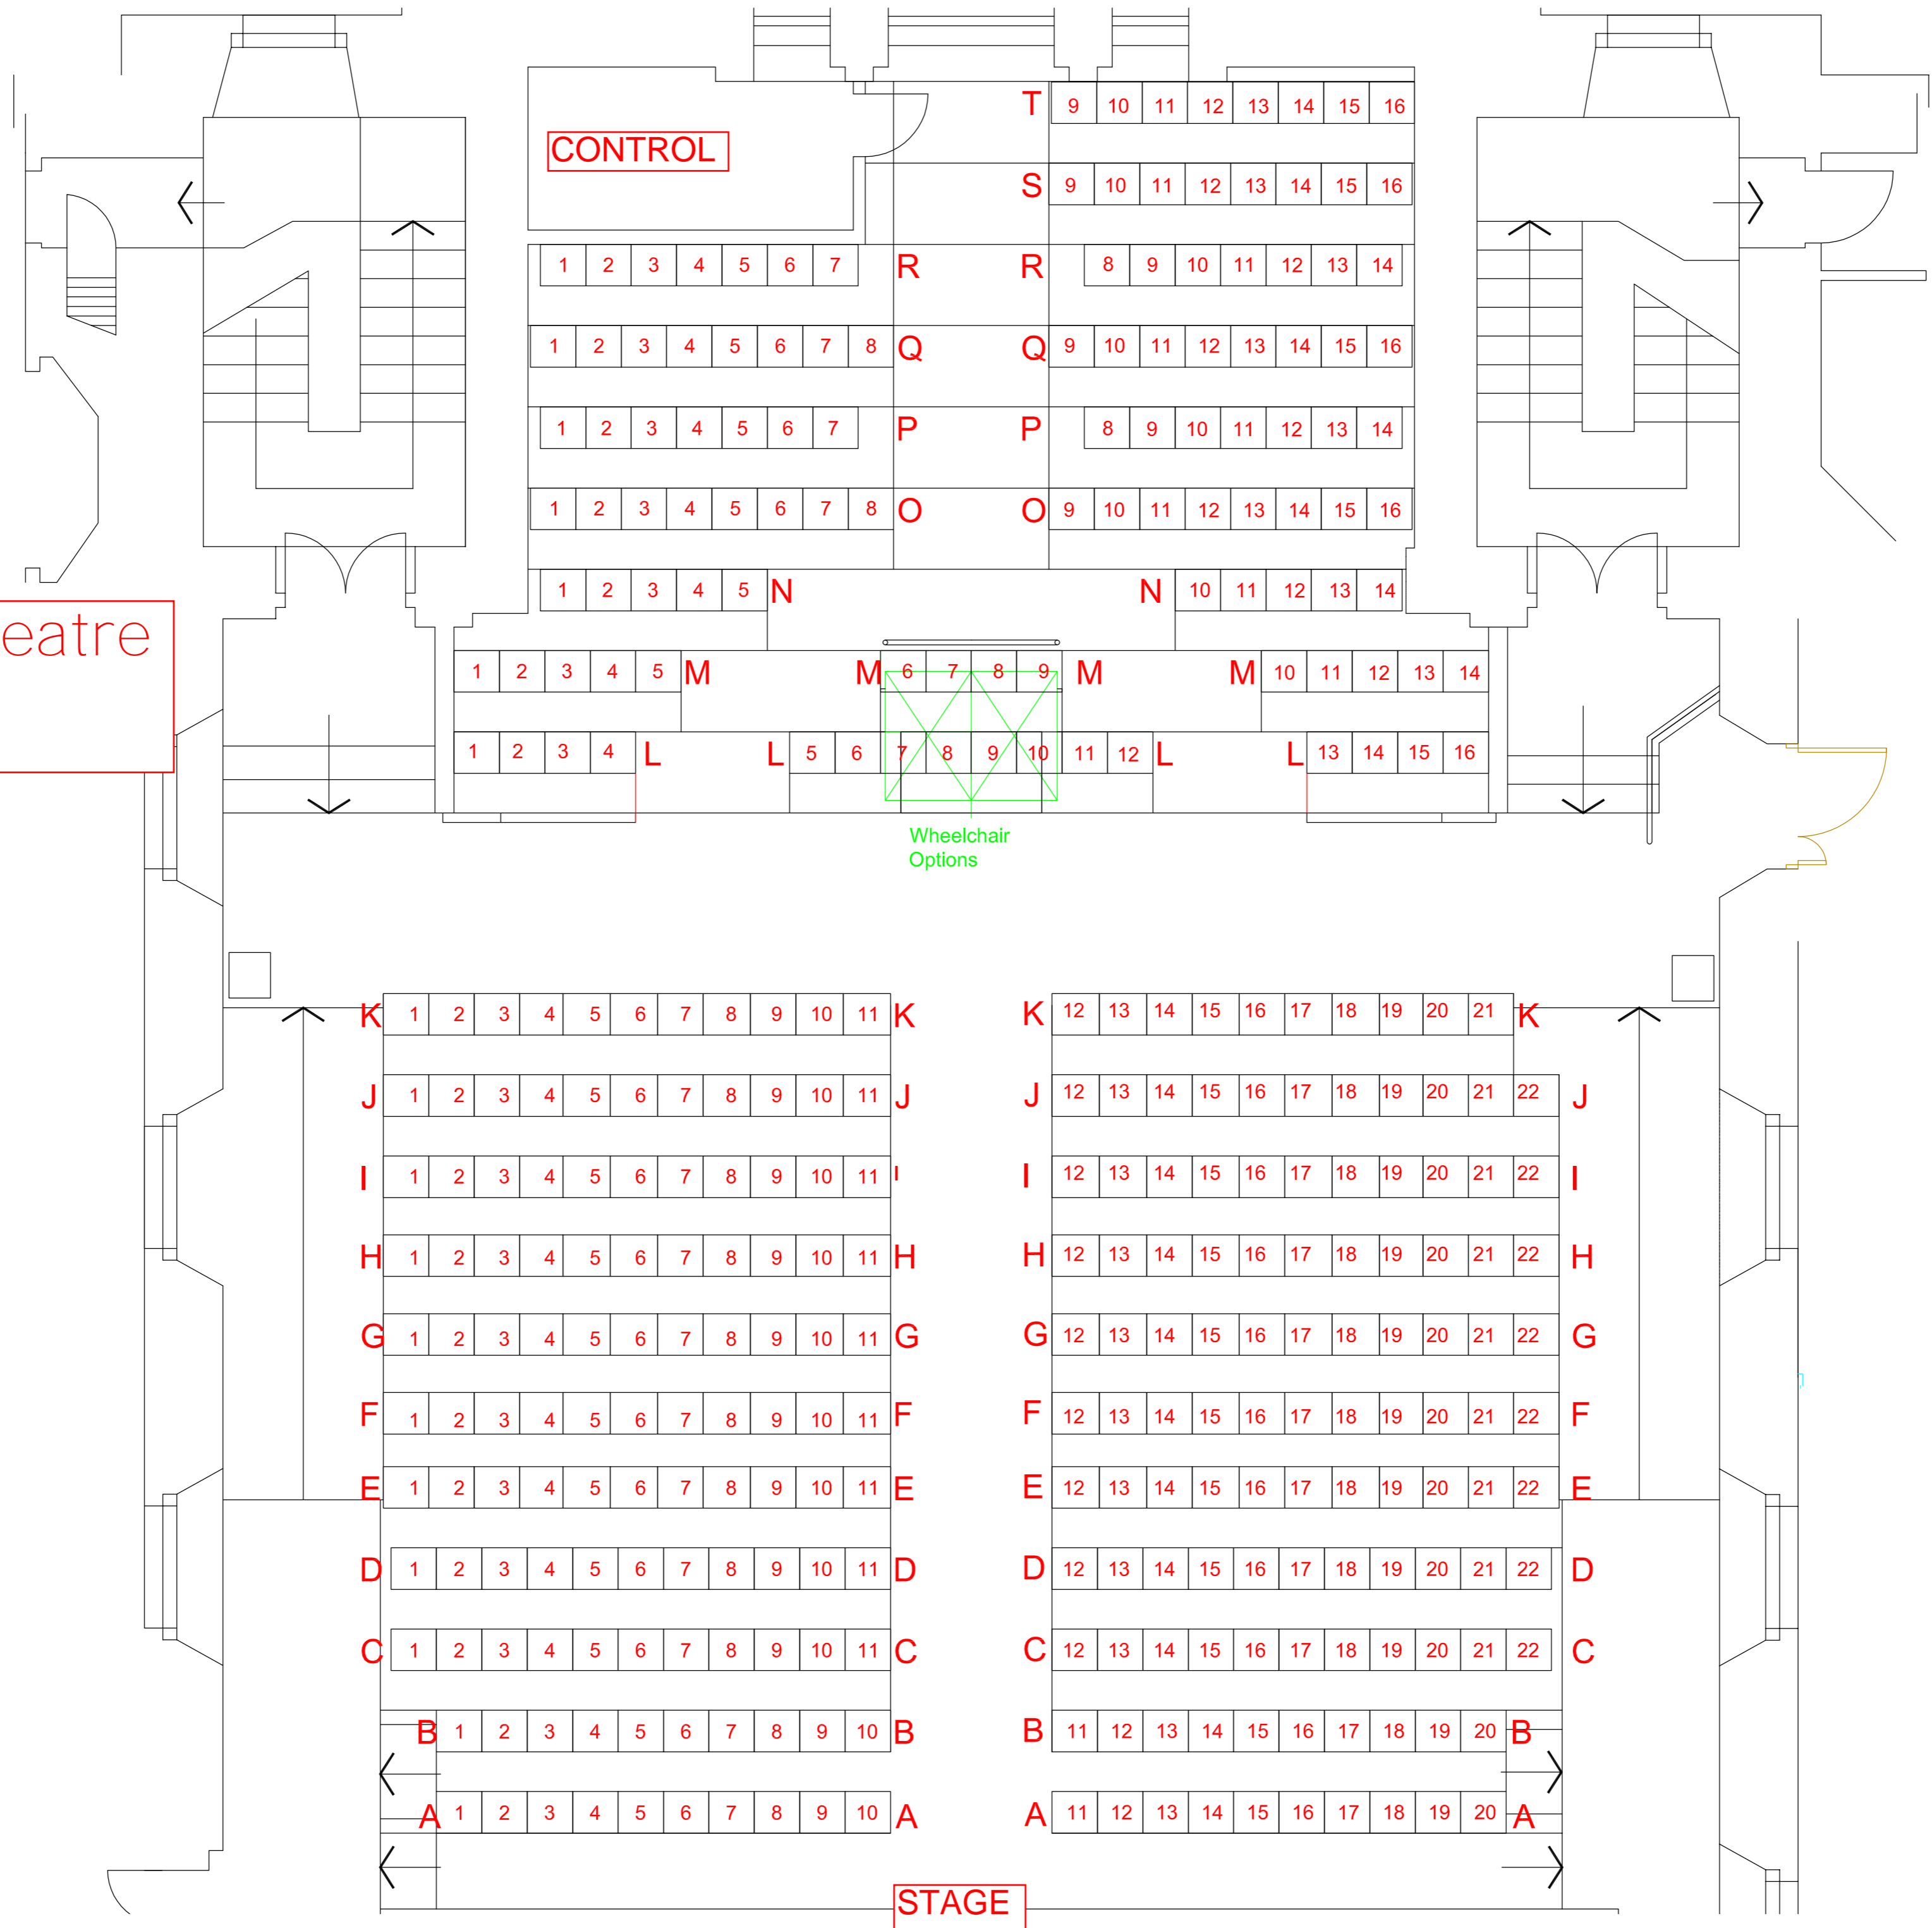 T 9 10 11 12 13 14 15 16
CONTROL
S 9 10 11 12 13 14 15 16
1 2 3 4 5 6 7 R R 8 9 10 11 12 13 14
1 2 3 4 5 6 7 8 Q Q 9 10 11 12 13 14 15 16
1 2 3 4 5 6 7 P P 8 9 10 11 12 13 14
1 2 3 4 5 6 7 8 O O 9 10 11 12 13 14 15 16
1 2 3 4 5 N N 10 11 12 13 14
eatre
1 2 3 4 5 M M 6 7 8 9 M M 10 11 12 13 14
1 2 3 4 L L 5 6 7 8 9 10 11 12 L L 13 14 15 16
Wheelchair
Options
K 1 2 3 4 5 6 7 8 9 10 11 K K 12 13 14 15 16 17 18 19 20 21 K
J 1 2 3 4 5 6 7 8 9 10 11 J J 12 13 14 15 16 17 18 19 20 21 22 J
I 1 2 3 4 5 6 7 8 9 10 11 I I 12 13 14 15 16 17 18 19 20 21 22 I
H 1 2 3 4 5 6 7 8 9 10 11 H H 12 13 14 15 16 17 18 19 20 21 22 H
G 1 2 3 4 5 6 7 8 9 10 11 G G 12 13 14 15 16 17 18 19 20 21 22 G
F 1 2 3 4 5 6 7 8 9 10 11 F F 12 13 14 15 16 17 18 19 20 21 22 F
E 1 2 3 4 5 6 7 8 9 10 11 E E 12 13 14 15 16 17 18 19 20 21 22 E
D 1 2 3 4 5 6 7 8 9 10 11 D D 12 13 14 15 16 17 18 19 20 21 22 D
C 1 2 3 4 5 6 7 8 9 10 11 C C 12 13 14 15 16 17 18 19 20 21 22 C
B 1 2 3 4 5 6 7 8 9 10 B B 11 12 13 14 15 16 17 18 19 20 B
A 1 2 3 4 5 6 7 8 9 10 A A 11 12 13 14 15 16 17 18 19 20 A
STAGE